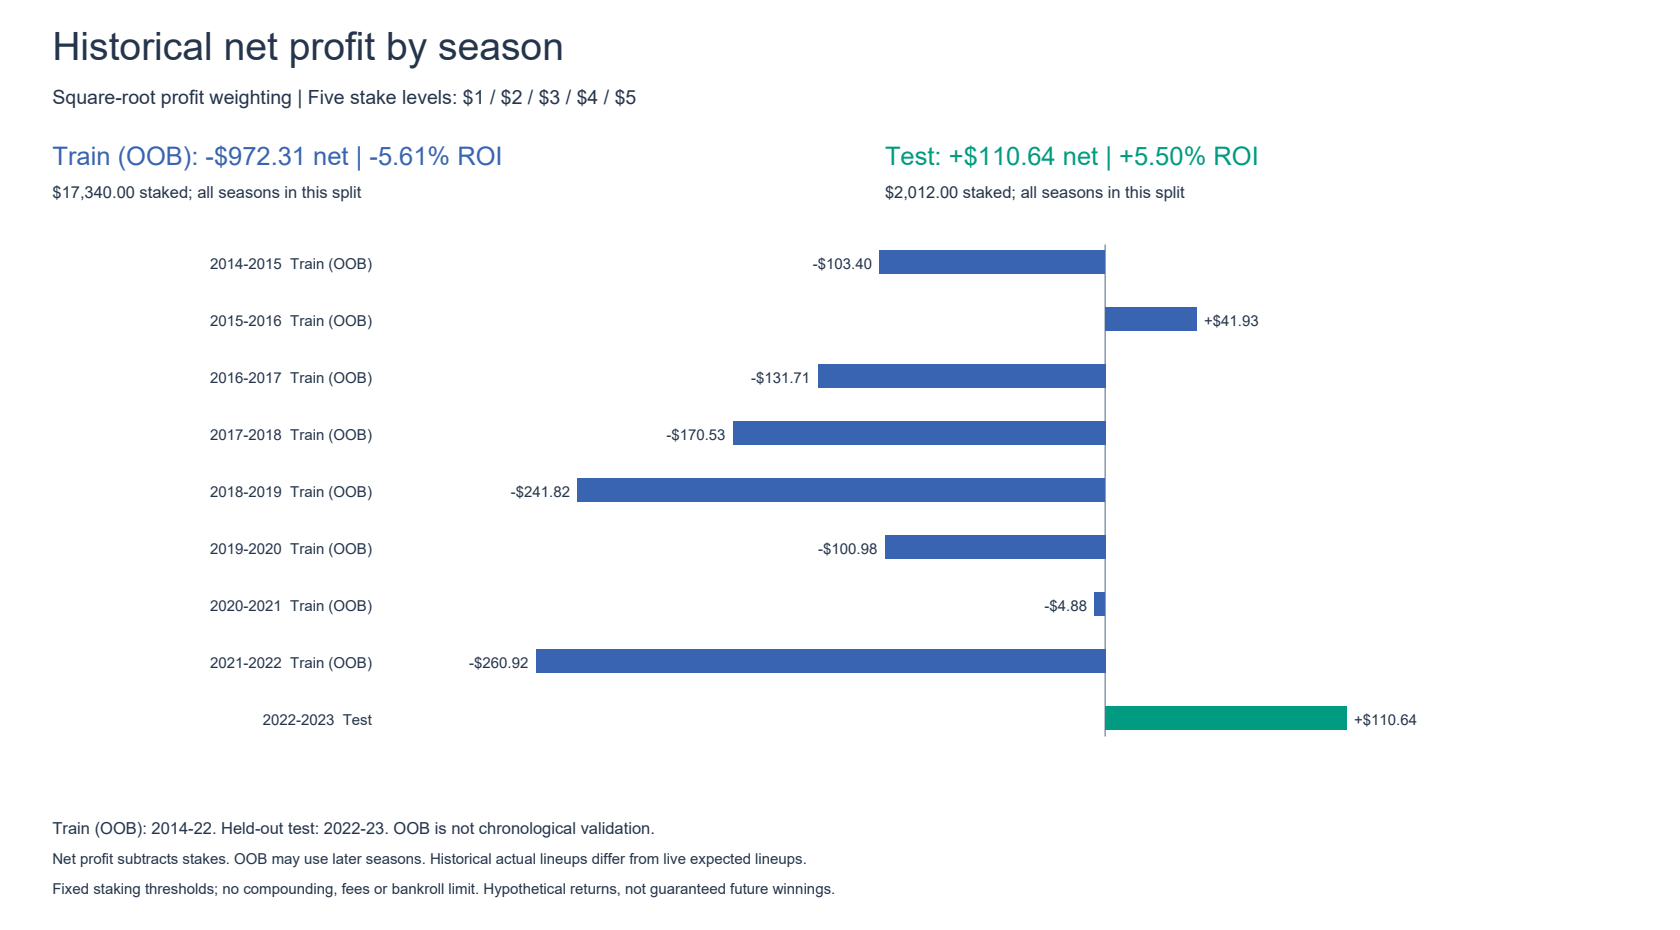 Historical net profit by season
Square-root profit weighting | Five stake levels: $1 / $2 / $3 / $4 / $5
Train (OOB): -$972.31 net | -5.61% ROI
$17,340.00 staked; all seasons in this split
Test: +$110.64 net | +5.50% ROI
$2,012.00 staked; all seasons in this split
2014-2015 Train (OOB) -$103.40
2015-2016 Train (OOB) +$41.93
2016-2017 Train (OOB) -$131.71
2017-2018 Train (OOB) -$170.53
2018-2019 Train (OOB) -$241.82
2019-2020 Train (OOB) -$100.98
2020-2021 Train (OOB) -$4.88
2021-2022 Train (OOB) -$260.92
2022-2023 Test +$110.64
Train (OOB): 2014-22. Held-out test: 2022-23. OOB is not chronological validation.
Net profit subtracts stakes. OOB may use later seasons. Historical actual lineups differ from live expected lineups.
Fixed staking thresholds; no compounding, fees or bankroll limit. Hypothetical returns, not guaranteed future winnings.